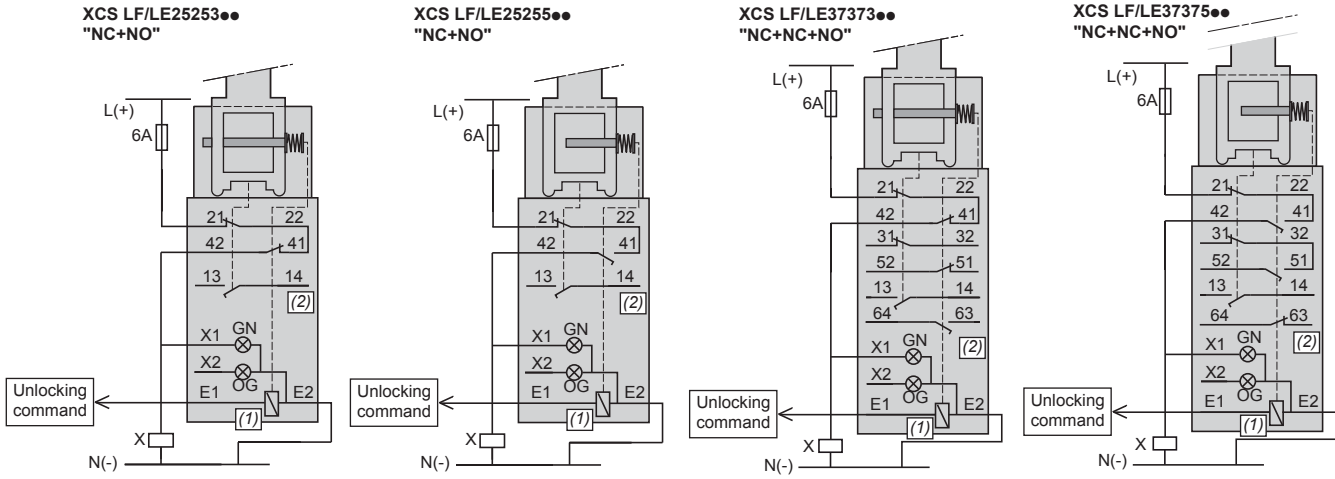 XCS LF/LE25253●●
"NC+NO"
L(+)
6A
21 22
42 41
13 14
(2)
X1 GN
X2
OG
E1 E2
Unlocking
command
(1)
X
N(-)
XCS LF/LE25255●●
"NC+NO"
L(+)
6A
21 22
42 41
13 14
(2)
X1 GN
X2
OG
E1 E2
Unlocking
command
(1)
X
N(-)
XCS LF/LE37373●●
"NC+NC+NO"
L(+)
6A
21 22
42 41
31 32
52 51
13 14
64 63
(2)
X1 GN
X2
OG
E1 E2
Unlocking
command
(1)
X
N(-)
XCS LF/LE37375●●
"NC+NC+NO"
L(+)
6A
21 22
42 41
31 32
52 51
13 14
64 63
(2)
X1 GN
X2
OG
E1 E2
Unlocking
command
(1)
X
N(-)